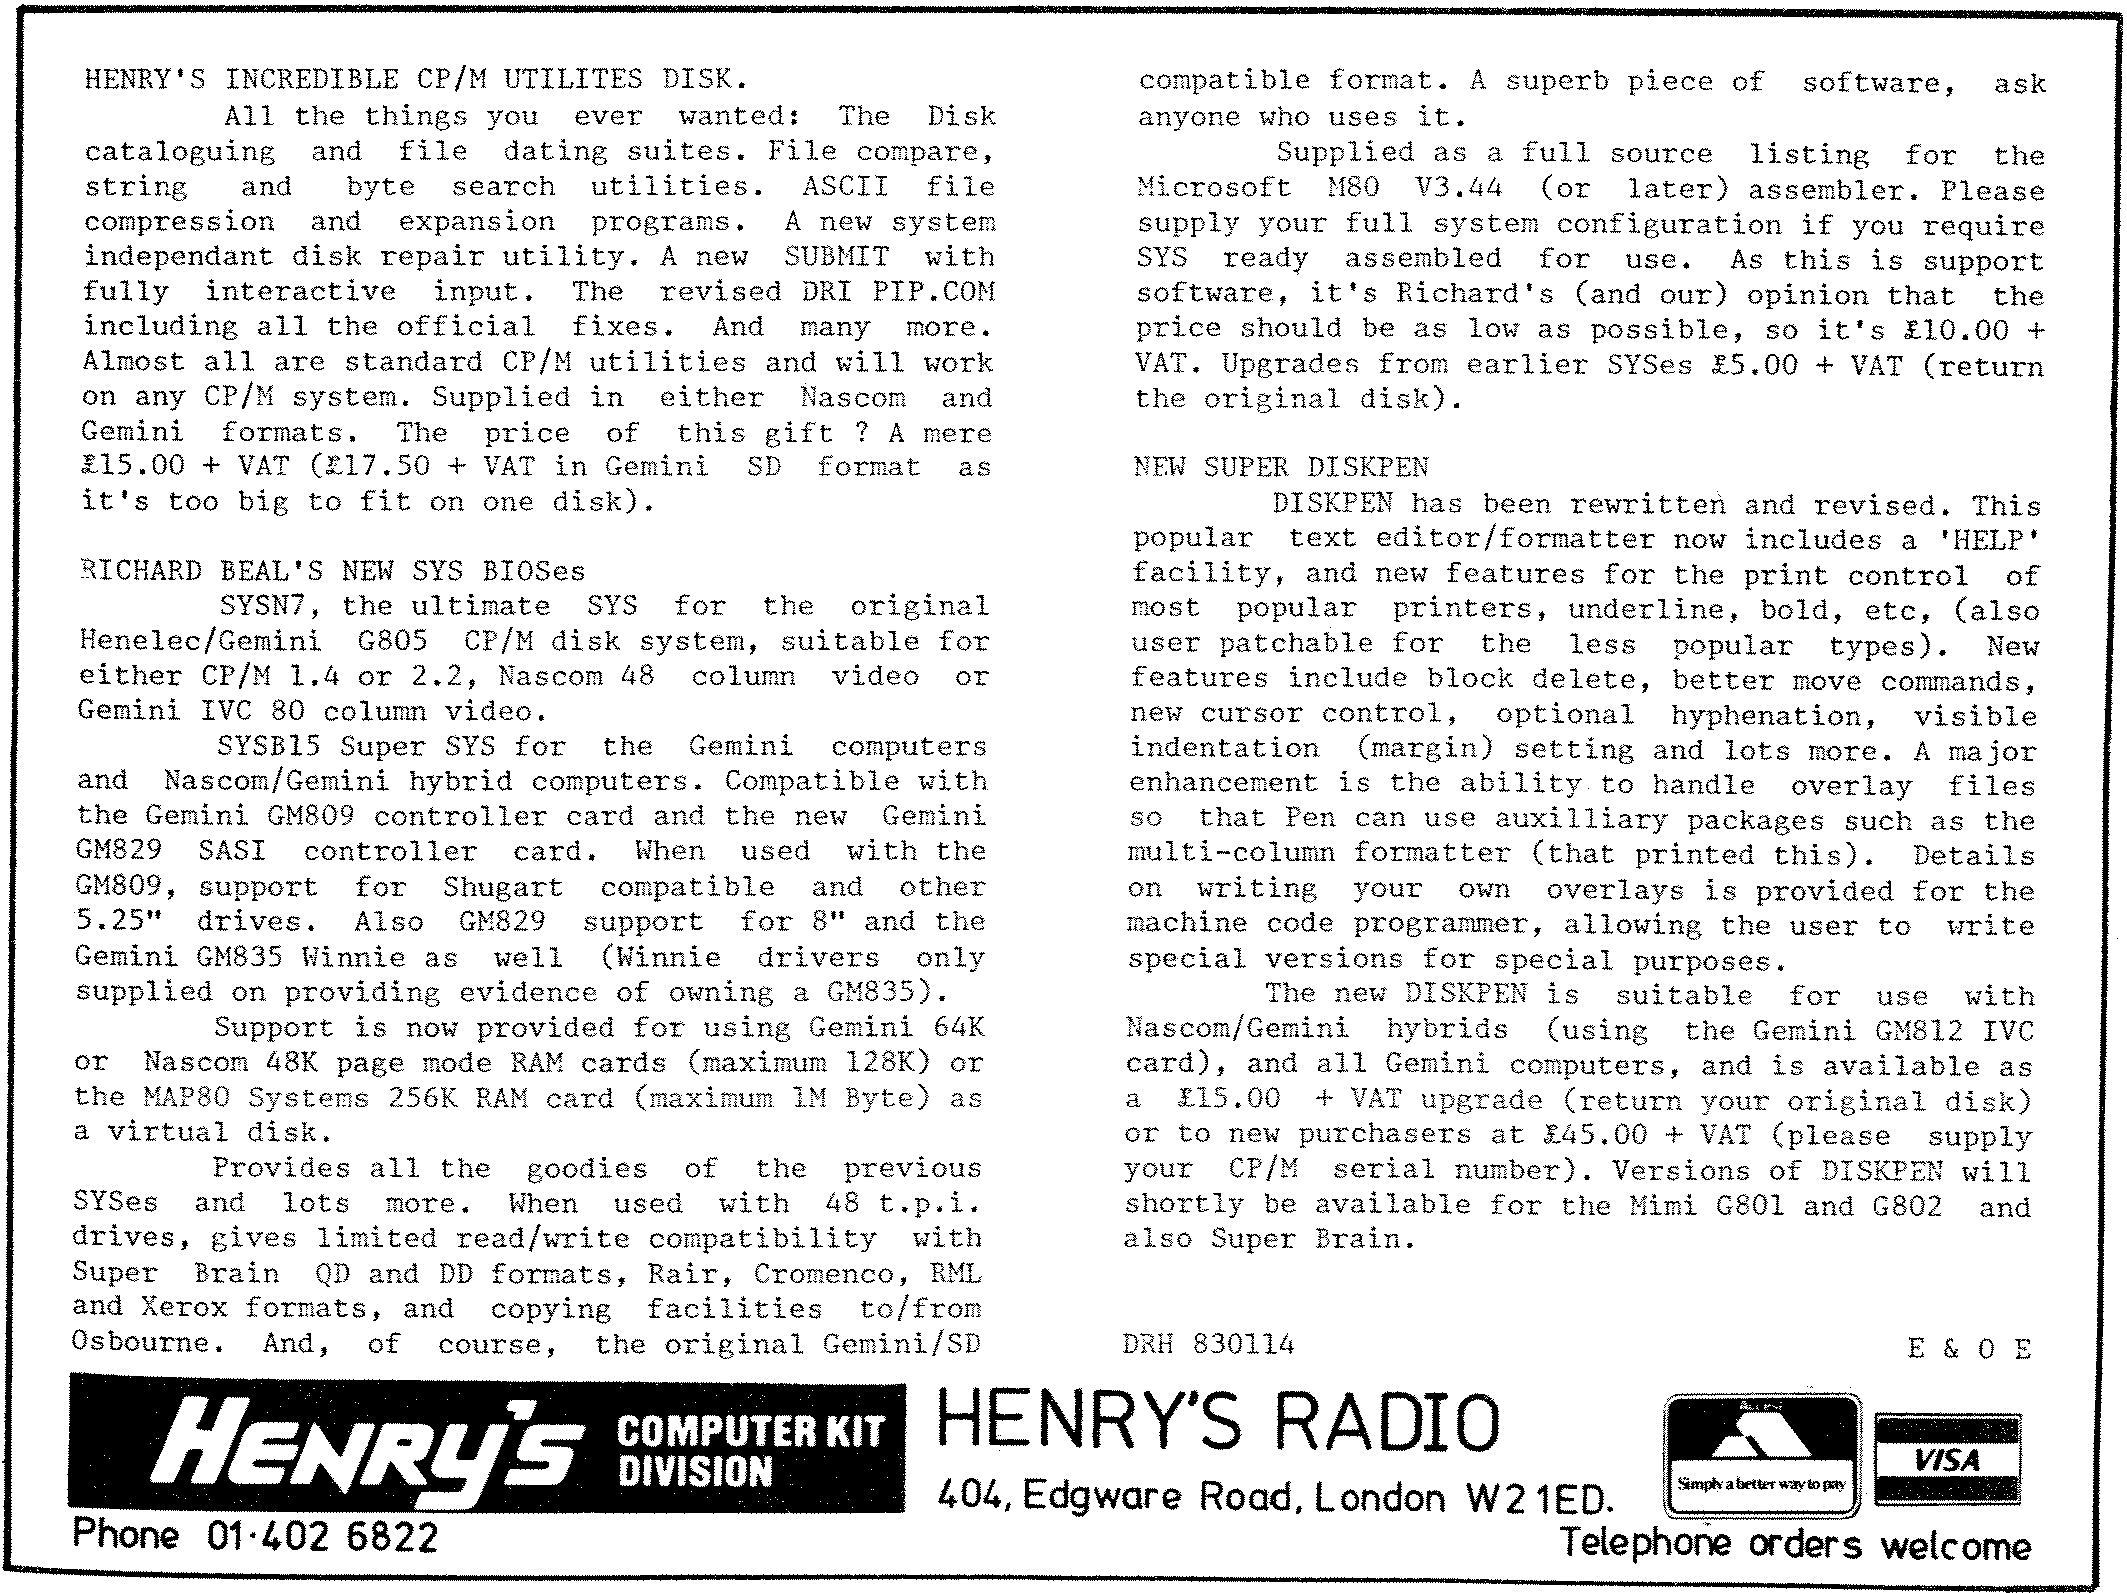 HENRY'S INCREDIBLE CP/M UTILITES DISK.
All the things you ever wanted: The Disk
cataloguing and file dating suites. File compare,
string and byte search utilities. ASCII file
compression and expansion programs. A new system
independant disk repair utility. A new SUBMIT with
fully interactive input. The revised DRI PIP.COM
including all the official fixes. And many more.
Almost all are standard CP/M utilities and will work
on any CP/M system. Supplied in either Nascom and
Gemini formats. The price of this gift ? A mere
£15.00 + VAT (£17.50 + VAT in Gemini SD format as
it's too big to fit on one disk).
RICHARD BEAL'S NEW SYS BIOSes
SYSN7, the ultimate SYS for the original
Henelec/Gemini G805 CP/M disk system, suitable for
either CP/M 1.4 or 2.2, Nascom 48 column video or
Gemini IVC 80 column video.
SYSB15 Super SYS for the Gemini computers
and Nascom/Gemini hybrid computers. Compatible with
the Gemini GM809 controller card and the new Gemini
GM829 SASI controller card. When used with the
GM809, support for Shugart compatible and other
5.25" drives. Also GM829 support for 8" and the
Gemini GM835 Winnie as well (Winnie drivers only
supplied on providing evidence of owning a GM835).
Support is now provided for using Gemini 64K
or Nascom 48K page mode RAM cards (maximum 128K) or
the MAP80 Systems 256K RAM card (maximum 1M Byte) as
a virtual disk.
Provides all the goodies of the previous
SYSes and lots more. When used with 48 t.p.i.
drives, gives limited read/write compatibility with
Super Brain QD and DD formats, Rair, Cromenco, RML
and Xerox formats, and copying facilities to/from
Osbourne. And, of course, the original Gemini/SD
compatible format. A superb piece of software, ask
anyone who uses it.
Supplied as a full source listing for the
Microsoft M80 V3.44 (or later) assembler. Please
supply your full system configuration if you require
SYS ready assembled for use. As this is support
software, it's Richard's (and our) opinion that the
price should be as low as possible, so it's £10.00 +
VAT. Upgrades from earlier SYSes £5.00 + VAT (return
the original disk).
NEW SUPER DISKPEN
DISKPEN has been rewritten and revised. This
popular text editor/formatter now includes a 'HELP'
facility, and new features for the print control of
most popular printers, underline, bold, etc, (also
user patchable for the less popular types). New
features include block delete, better move commands,
new cursor control, optional hyphenation, visible
indentation (margin) setting and lots more. A major
enhancement is the ability to handle overlay files
so that Pen can use auxilliary packages such as the
multi-column formatter (that printed this). Details
on writing your own overlays is provided for the
machine code programmer, allowing the user to write
special versions for special purposes.
The new DISKPEN is suitable for use with
Nascom/Gemini hybrids (using the Gemini GM812 IVC
card), and all Gemini computers, and is available as
a £15.00 + VAT upgrade (return your original disk)
or to new purchasers at £45.00 + VAT (please supply
your CP/M serial number). Versions of DISKPEN will
shortly be available for the Mimi G801 and G802 and
also Super Brain.
DRH 830114 E & O E
HENRY'S COMPUTER KIT
DIVISION
HENRY'S RADIO
404, Edgware Road, London W2 1ED.
Simply a better way to pay
VISA
Phone 01·402 6822
Telephone orders welcome